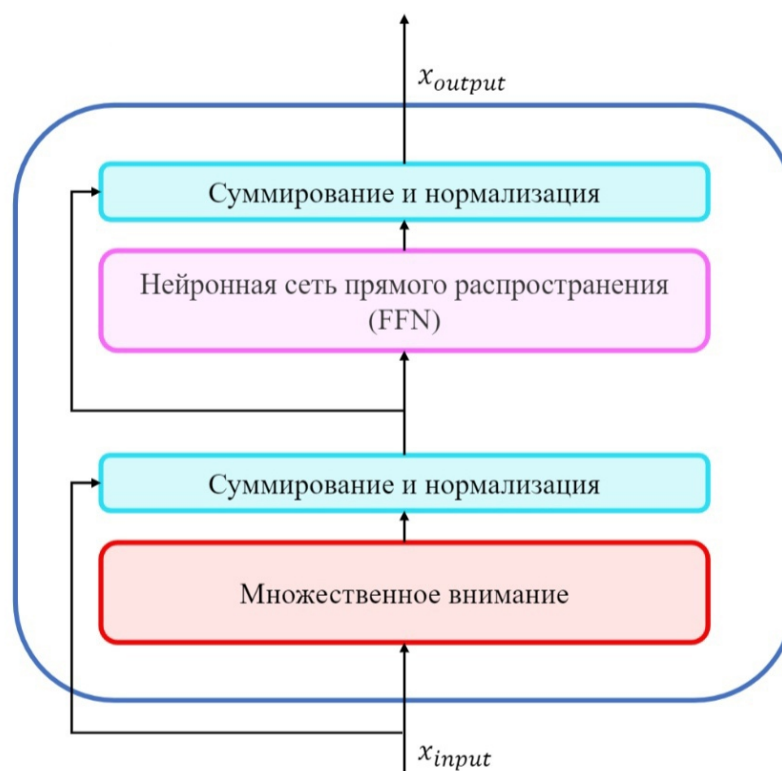 x_output
Суммирование и нормализация
Нейронная сеть прямого распространения
(FFN)
Суммирование и нормализация
Множественное внимание
x_input